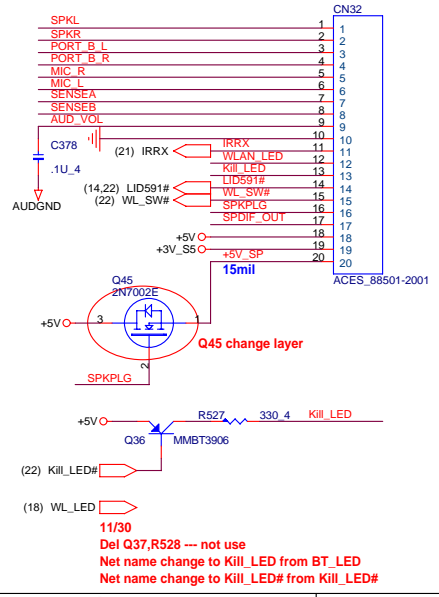 CN32
SPKL 1 1
SPKR 2 2
PORT_B_L 3 3
PORT_B_R 4 4
MIC_R 5 5
MIC_L 6 6
SENSEA 7 7
SENSEB 8 8
AUD_VOL 9 9
10 10
C378
.1U_4
AUDGND
(21) IRRX IRRX 11 11
WLAN_LED 12 12
Kill_LED 13 13
(14,22) LID591# LID591# 14 14
(22) WL_SW# WL_SW# 15 15
SPKPLG 16 16
SPDIF_OUT 17 17
+5V 18 18
+3V_S5 19 19
+5V_SP 20 20
15mil
ACES_88501-2001
Q45
2N7002E
+5V 3 1
2
Q45 change layer
SPKPLG
+5V R527 330_4 Kill_LED
Q36 MMBT3906
(22) Kill_LED#
(18) WL_LED
11/30
Del Q37,R528 --- not use
Net name change to Kill_LED from BT_LED
Net name change to Kill_LED# from Kill_LED#